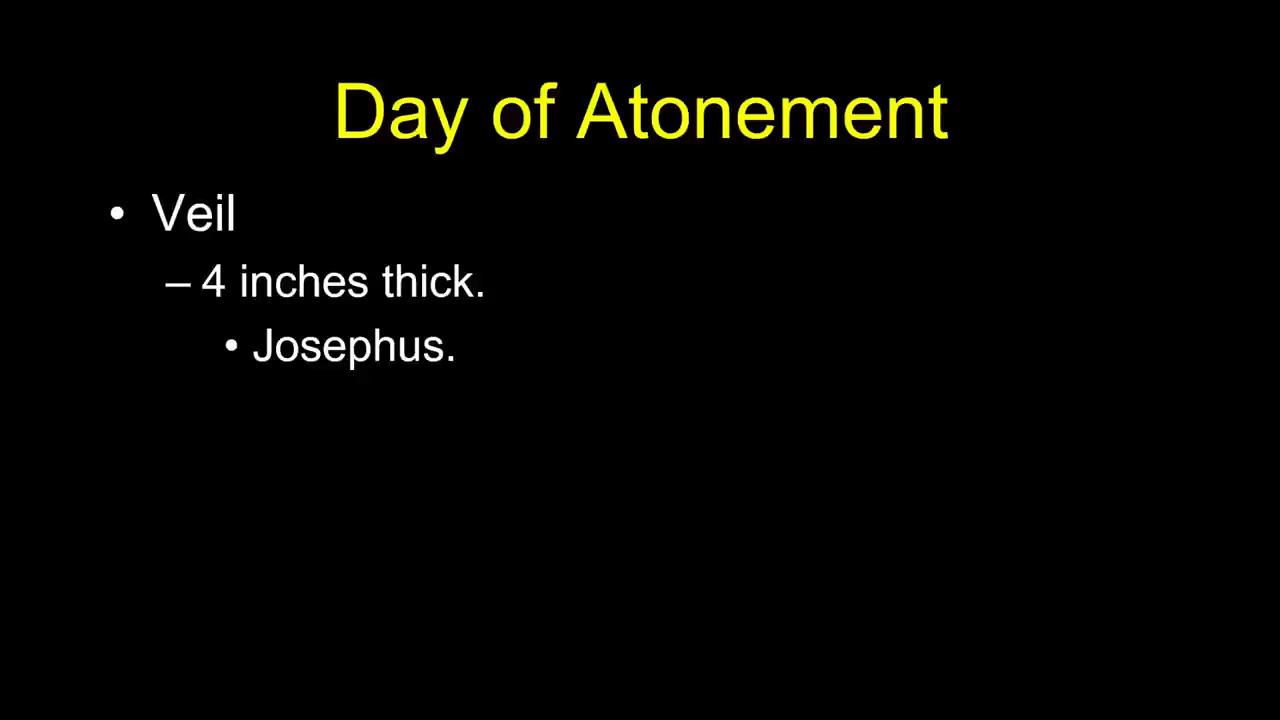 Day of Atonement
• Veil
– 4 inches thick.
• Josephus.